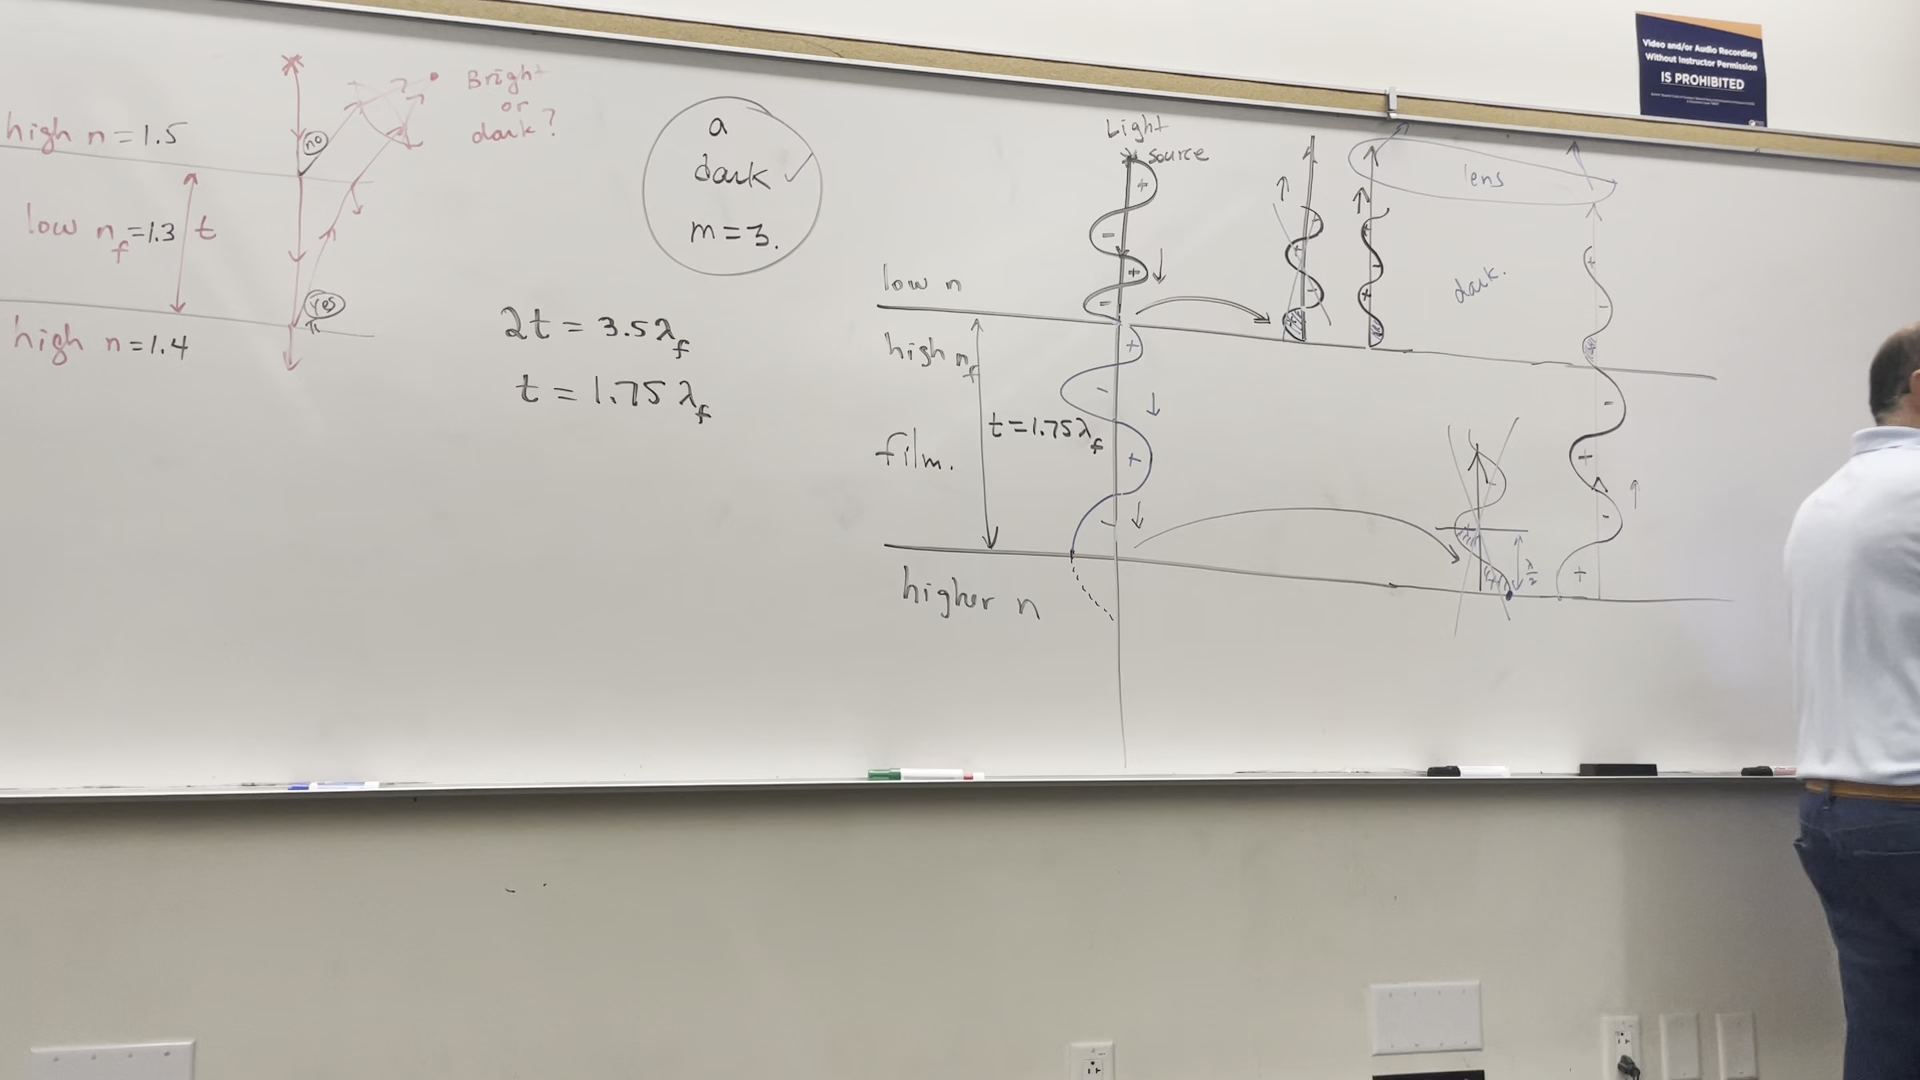 high n = 1.5
no
Bright
or
dark?
low n_f = 1.3
t
yes
π
high n = 1.4
a
dark ✓
m = 3.
2t = 3.5 λ_f
t = 1.75 λ_f
Light
source
low n
high n_f
t = 1.75 λ_f
film.
higher n
+
−
+
−
+
−
+
−
lens
dark.
λ/2
+
−
+
−
+
Video and/or Audio Recording
Without Instructor Permission
IS PROHIBITED